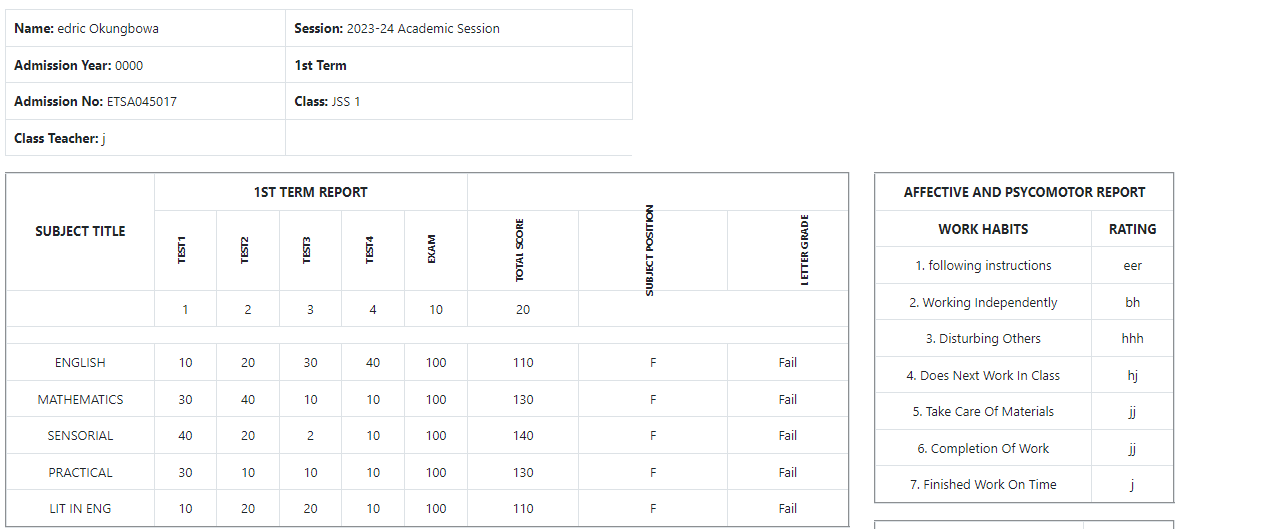 Name: edric Okungbowa Session: 2023-24 Academic Session
Admission Year: 0000 1st Term
Admission No: ETSA045017 Class: JSS 1
Class Teacher: j
SUBJECT TITLE 1ST TERM REPORT
TEST1 TEST2 TEST3 TEST4 EXAM TOTAL SCORE SUBJECT POSITION LETTER GRADE
1 2 3 4 10 20
ENGLISH 10 20 30 40 100 110 F Fail
MATHEMATICS 30 40 10 10 100 130 F Fail
SENSORIAL 40 20 2 10 100 140 F Fail
PRACTICAL 30 10 10 10 100 130 F Fail
LIT IN ENG 10 20 20 10 100 110 F Fail
AFFECTIVE AND PSYCOMOTOR REPORT
WORK HABITS RATING
1. following instructions eer
2. Working Independently bh
3. Disturbing Others hhh
4. Does Next Work In Class hj
5. Take Care Of Materials jj
6. Completion Of Work jj
7. Finished Work On Time j